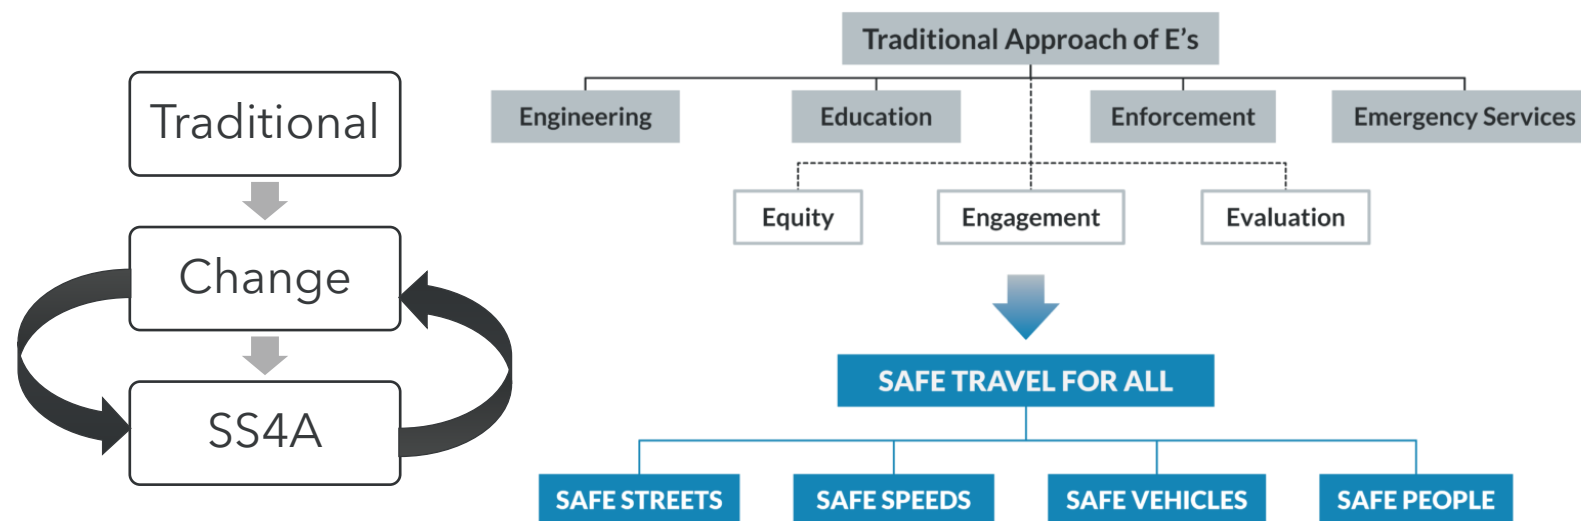 Traditional
Change
SS4A
Traditional Approach of E's
Engineering
Education
Enforcement
Emergency Services
Equity
Engagement
Evaluation
SAFE TRAVEL FOR ALL
SAFE STREETS
SAFE SPEEDS
SAFE VEHICLES
SAFE PEOPLE